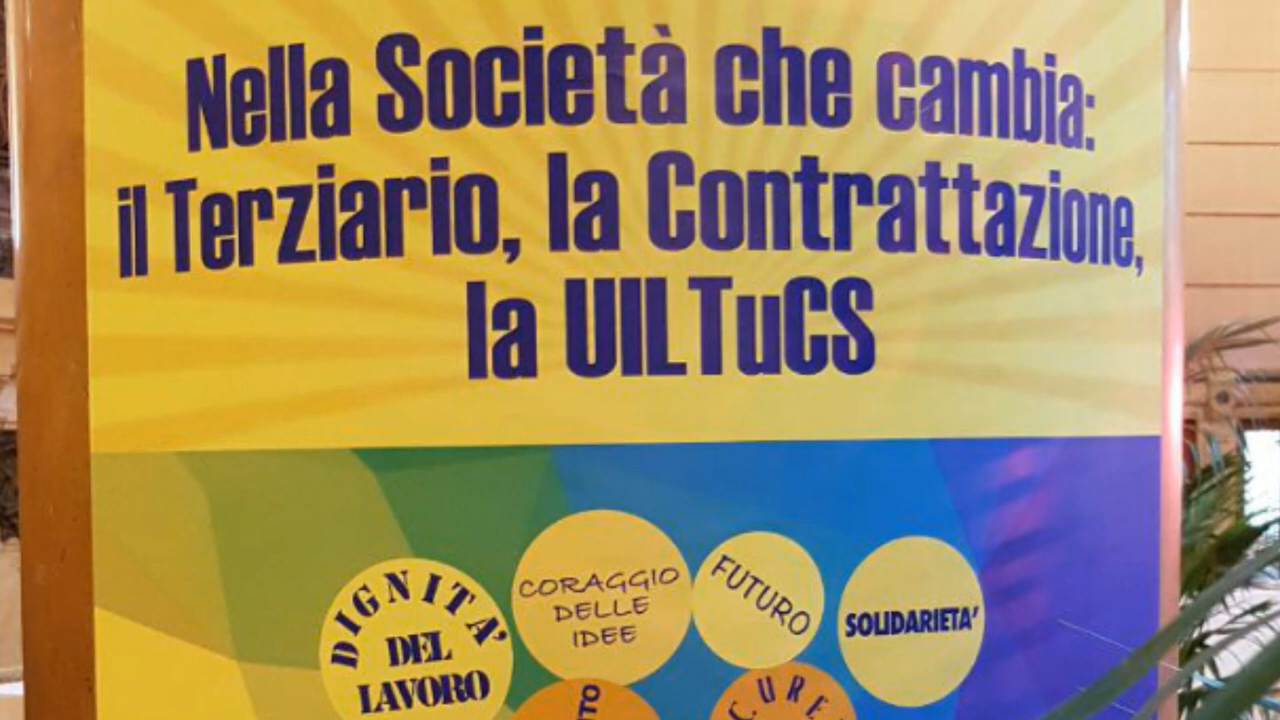 Nella Società che cambia:
il Terziario, la Contrattazione,
la UILTuCS
DIGNITA'
DEL
LAVORO
CORAGGIO
DELLE
IDEE
FUTURO
SOLIDARIETA'